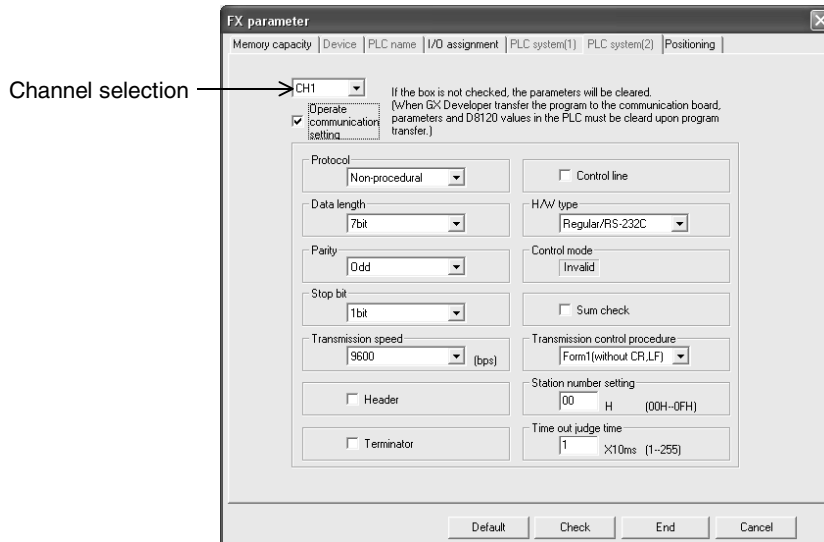 FX parameter
Memory capacity Device PLC name I/O assignment PLC system(1) PLC system(2) Positioning
Channel selection
CH1
If the box is not checked, the parameters will be cleared.
(When GX Developer transfer the program to the communication board,
parameters and D8120 values in the PLC must be cleard upon program
transfer.)
Operate
communication
setting
Protocol
Non-procedural
Control line
Data length
7bit
H/W type
Regular/RS-232C
Parity
Odd
Control mode
Invalid
Stop bit
1bit
Sum check
Transmission speed
9600 (bps)
Transmission control procedure
Form1(without CR,LF)
Header
Station number setting
00 H (00H--0FH)
Terminator
Time out judge time
1 X10ms (1--255)
Default Check End Cancel